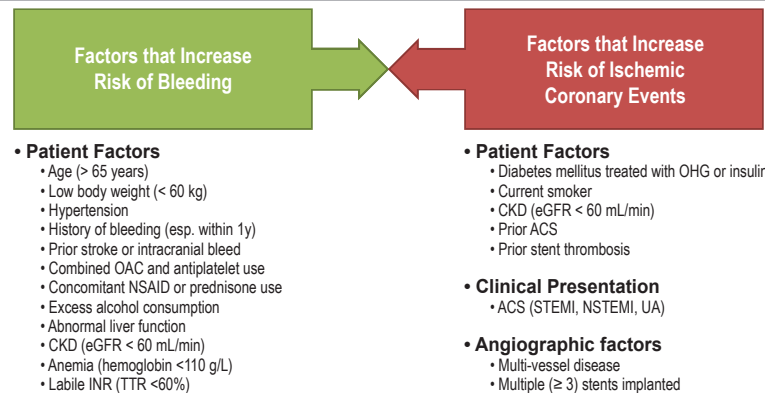 Factors that Increase
Risk of Bleeding
Factors that Increase
Risk of Ischemic
Coronary Events
• Patient Factors
• Age (> 65 years)
• Low body weight (< 60 kg)
• Hypertension
• History of bleeding (esp. within 1y)
• Prior stroke or intracranial bleed
• Combined OAC and antiplatelet use
• Concomitant NSAID or prednisone use
• Excess alcohol consumption
• Abnormal liver function
• CKD (eGFR < 60 mL/min)
• Anemia (hemoglobin <110 g/L)
• Labile INR (TTR <60%)
• Patient Factors
• Diabetes mellitus treated with OHG or insulin
• Current smoker
• CKD (eGFR < 60 mL/min)
• Prior ACS
• Prior stent thrombosis
• Clinical Presentation
• ACS (STEMI, NSTEMI, UA)
• Angiographic factors
• Multi-vessel disease
• Multiple (≥ 3) stents implanted